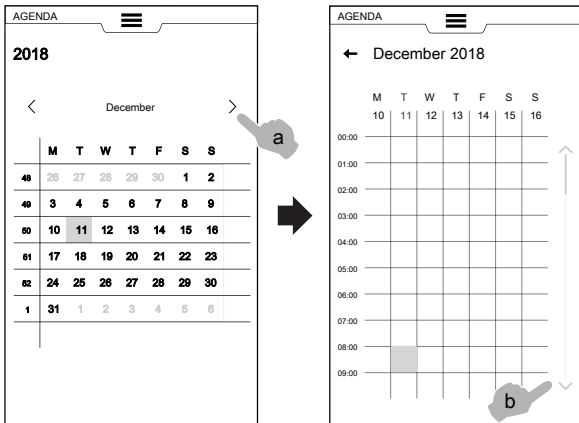 AGENDA
2018
December
a
M T W T F S S
48 26 27 28 29 30 1 2
49 3 4 5 6 7 8 9
50 10 11 12 13 14 15 16
51 17 18 19 20 21 22 23
52 24 25 26 27 28 29 30
1 31 1 2 3 4 5 6
AGENDA
December 2018
M T W T F S S
10 11 12 13 14 15 16
00:00
01:00
02:00
03:00
04:00
05:00
06:00
07:00
08:00
09:00
b